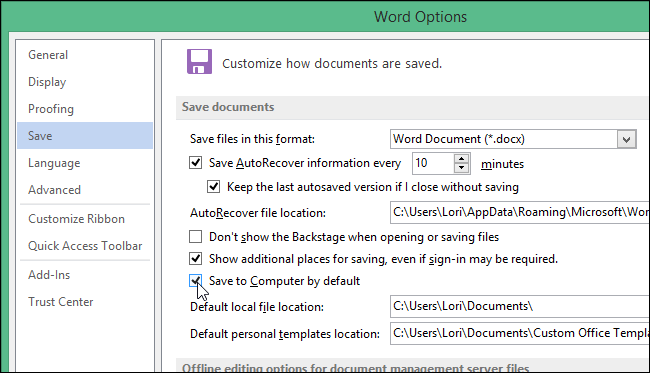 Word Options
General
Display
Proofing
Save
Language
Advanced
Customize Ribbon
Quick Access Toolbar
Add-Ins
Trust Center
Customize how documents are saved.
Save documents
Save files in this format: Word Document (*.docx)
Save AutoRecover information every 10 minutes
Keep the last autosaved version if I close without saving
AutoRecover file location: C:\Users\Lori\AppData\Roaming\Microsoft\Wor
Don't show the Backstage when opening or saving files
Show additional places for saving, even if sign-in may be required.
Save to Computer by default
Default local file location: C:\Users\Lori\Documents\
Default personal templates location: C:\Users\Lori\Documents\Custom Office Templa
Offline editing options for document management server files